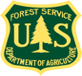 FOREST SERVICE
U S
DEPARTMENT OF AGRICULTURE